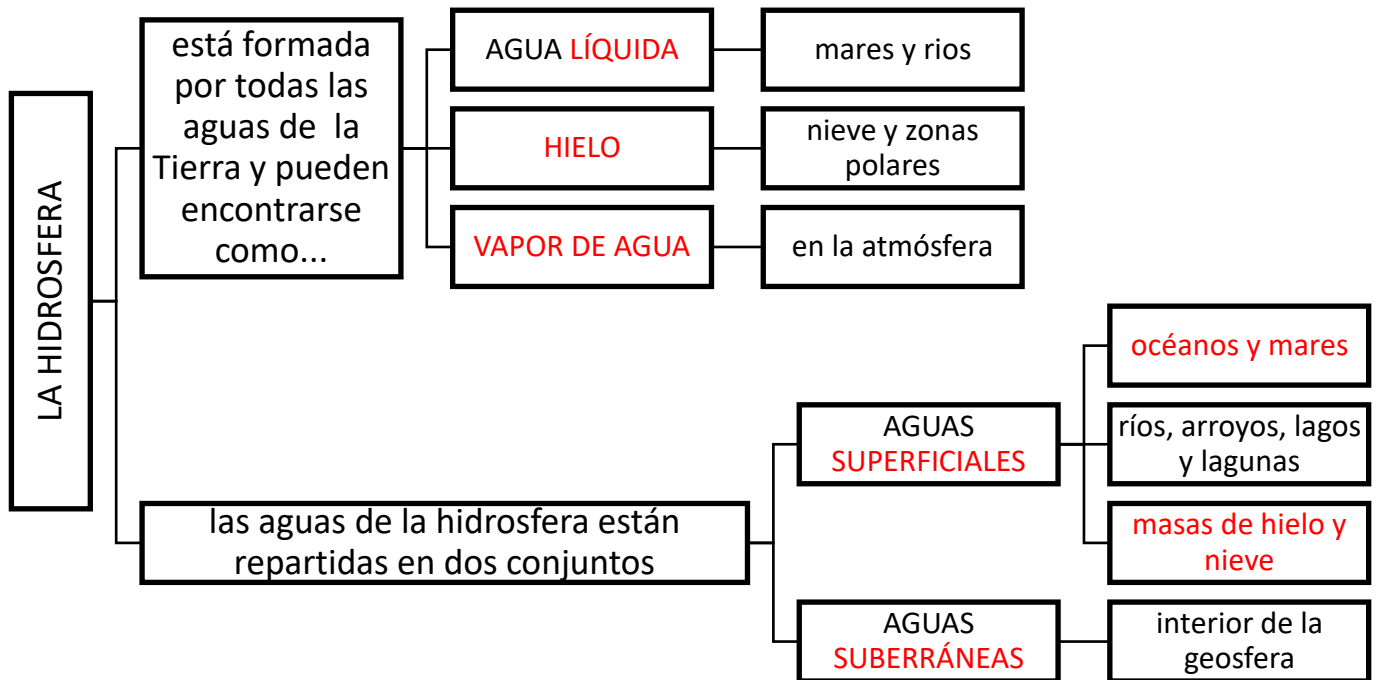 LA HIDROSFERA
está formada
por todas las
aguas de la
Tierra y pueden
encontrarse
como...
AGUA LÍQUIDA
mares y rios
HIELO
nieve y zonas
polares
VAPOR DE AGUA
en la atmósfera
las aguas de la hidrosfera están
repartidas en dos conjuntos
AGUAS
SUPERFICIALES
océanos y mares
ríos, arroyos, lagos
y lagunas
masas de hielo y
nieve
AGUAS
SUBERRÁNEAS
interior de la
geosfera